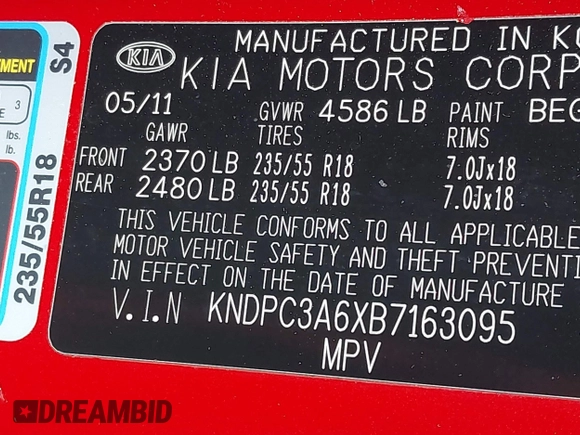 MANUFACTURED IN
KIA
KIA MOTORS CORP
05/11 GVWR 4586 LB PAINT BEG
GAWR TIRES RIMS
FRONT 2370 LB 235/55 R18 7.0Jx18
REAR 2480 LB 235/55 R18 7.0Jx18
THIS VEHICLE CONFORMS TO ALL APPLICABLE
MOTOR VEHICLE SAFETY AND THEFT PREVENTI
IN EFFECT ON THE DATE OF MANUFACTURE
V.I.N KNDPC3A6XB7163095
MPV
S4
3
lbs.
lb.
235/55R18
DREAMBID